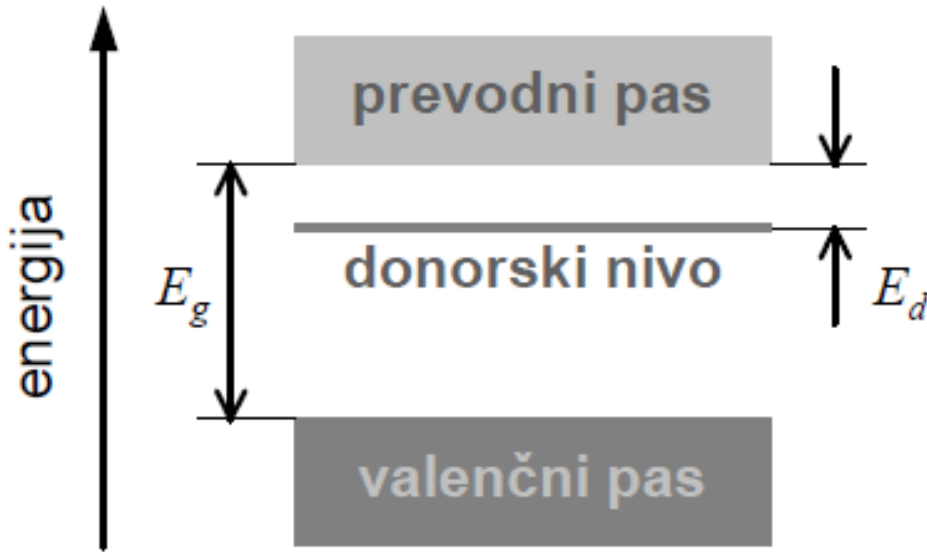 energija
prevodni pas
donorski nivo
E_g
E_d
valenčni pas